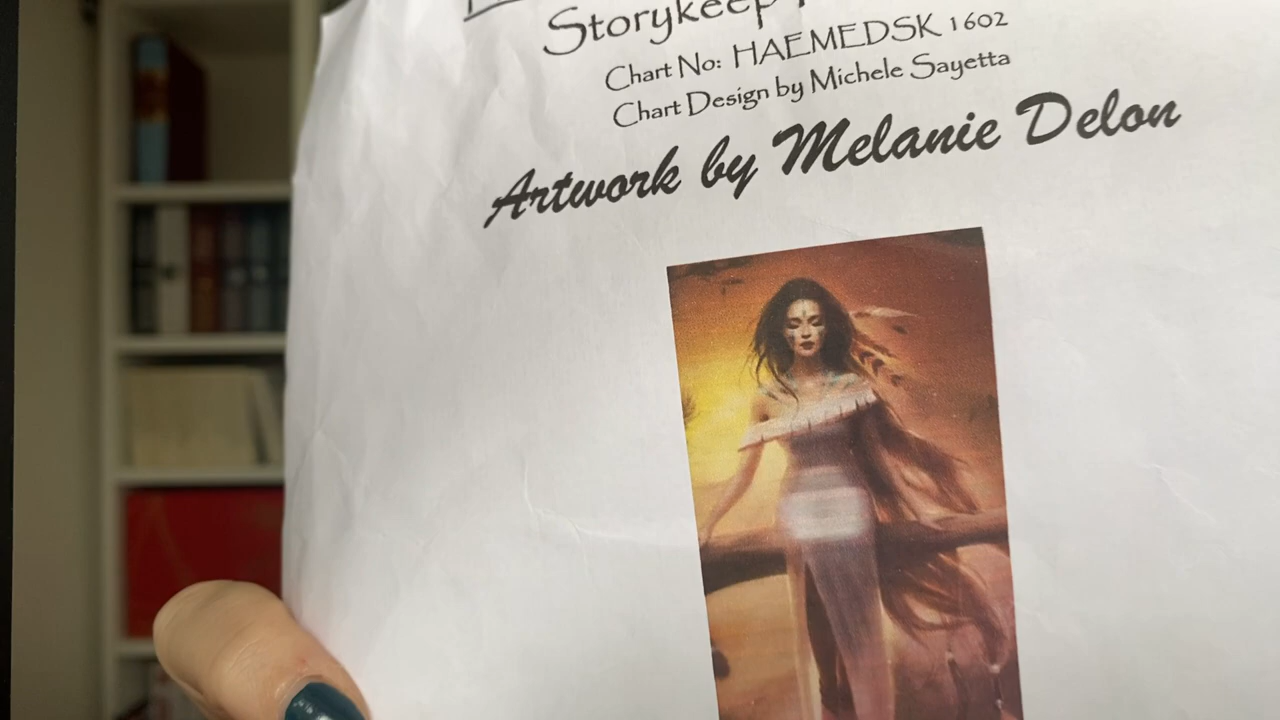 Storykeep
Chart No: HAEMEDSK 1602
Chart Design by Michele Sayetta
Artwork by Melanie Delon